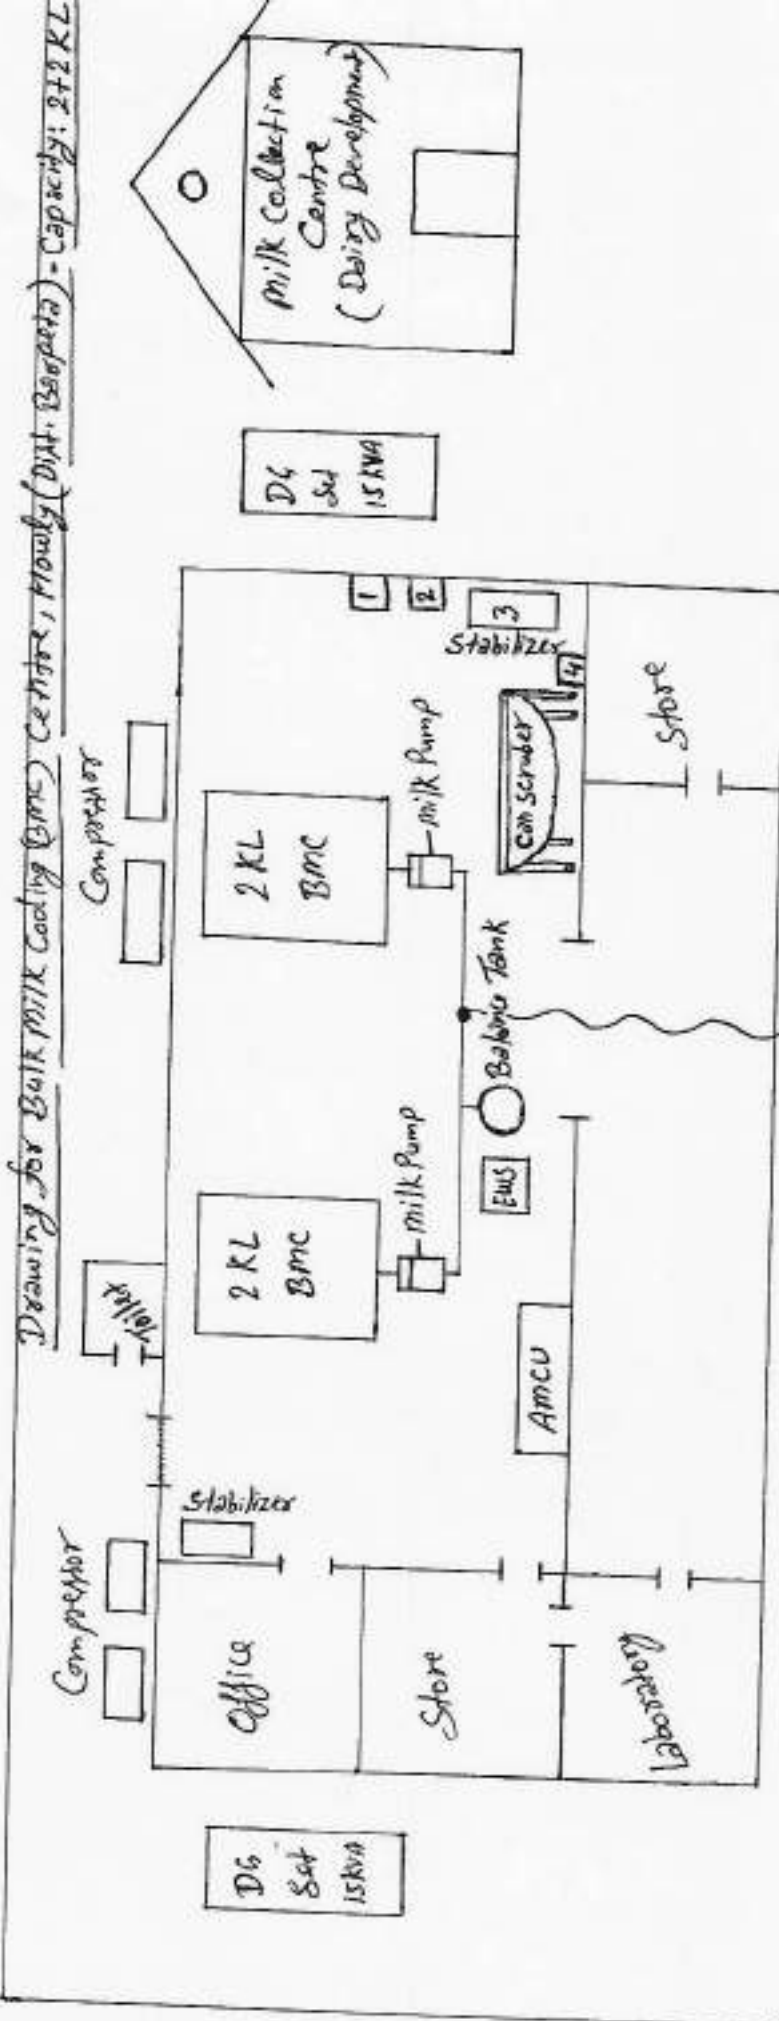 Drawing for Bulk Milk Cooling (BMC) Centre, Howly (Dist. Barpeta) - Capacity: 2+2 KL
Compressor
Toilet
Compressor
Milk Collection
Centre
(Dairy Development)
DG
Set
15 KVA
DG
Set
15 KVA
Office
Stabilizer
2 KL
BMC
2 KL
BMC
1
2
3
Stabilizer
4
Milk Pump
Milk Pump
Store
AMCU
EWS
Balance Tank
Can Scruber
Laboratory
Store